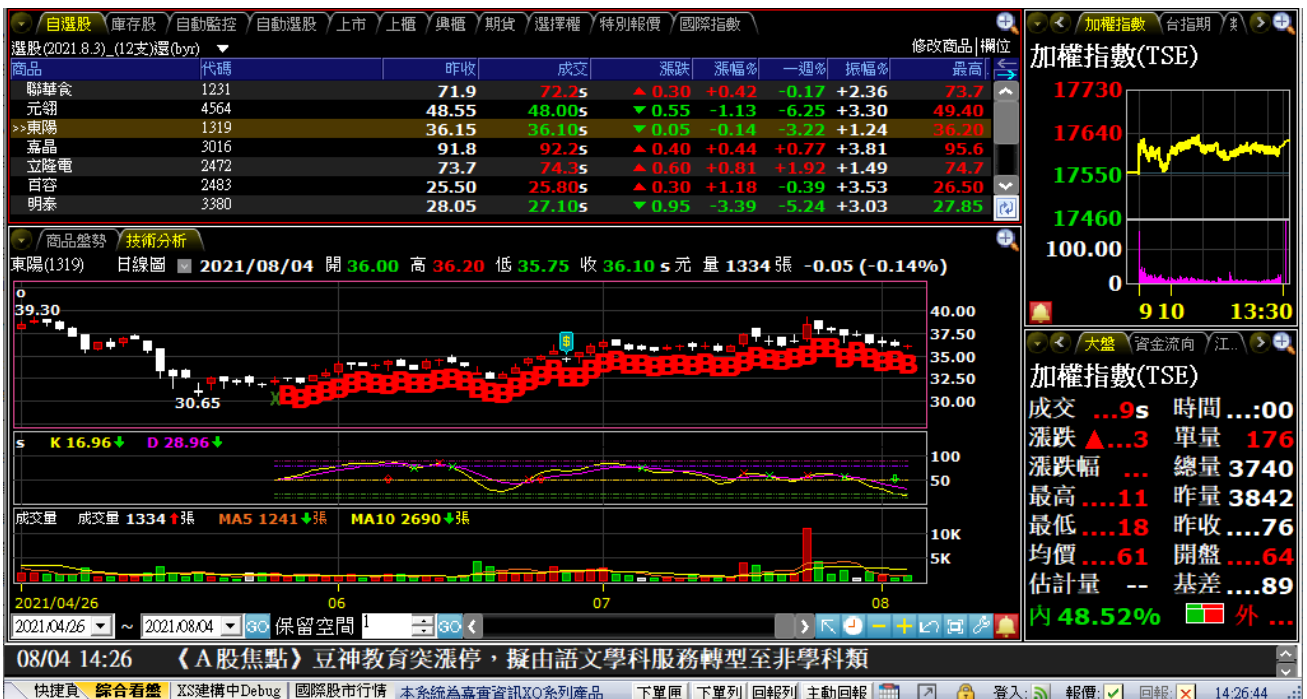 自選股 庫存股 自動監控 自動選股 上市 上櫃 興櫃 期貨 選擇權 特別報價 國際指數
選股(2021.8.3)_(12支)選(byr) 修改商品 欄位
商品 代碼 昨收 成交 漲跌 漲幅% 一週% 振幅% 最高
聯華食 1231 71.9 72.2s ▲ 0.30 +0.42 -0.17 +2.36 73.7
元翎 4564 48.55 48.00s ▼ 0.55 -1.13 -6.25 +3.30 49.40
>>東陽 1319 36.15 36.10s ▼ 0.05 -0.14 -3.22 +1.24 36.20
嘉晶 3016 91.8 92.2s ▲ 0.40 +0.44 +0.77 +3.81 95.6
立隆電 2472 73.7 74.3s ▲ 0.60 +0.81 +1.92 +1.49 74.7
百容 2483 25.50 25.80s ▲ 0.30 +1.18 -0.39 +3.53 26.50
明泰 3380 28.05 27.10s ▼ 0.95 -3.39 -5.24 +3.03 27.85
商品盤勢 技術分析
東陽(1319) 日線圖 2021/08/04 開 36.00 高 36.20 低 35.75 收 36.10 s 元 量 1334 張 -0.05 (-0.14%)
39.30
30.65
40.00
37.50
35.00
32.50
30.00
s K 16.96 D 28.96
100
50
成交量 成交量 1334 張 MA5 1241 張 MA10 2690 張
10K
5K
2021/04/26 06 07 08
2021/04/26 ~ 2021/08/04 GO 保留空間 1 GO
加權指數 台指期
加權指數(TSE)
17730
17640
17550
17460
100.00
0
9 10 13:30
大盤 資金流向 江..
加權指數(TSE)
成交 ...9s 時間 ...:00
漲跌 ▲...3 單量 176
漲跌幅 ... 總量 3740
最高 ....11 昨量 3842
最低 ....18 昨收 ....76
均價 ....61 開盤 ....64
估計量 -- 基差 ....89
內 48.52% 外 ...
08/04 14:26 《A股焦點》豆神教育突漲停，擬由語文學科服務轉型至非學科類
快捷頁 綜合看盤 XS建構中Debug 國際股市行情 本系統為嘉實資訊XQ系列產品 下單匣 下單列 回報列 主動回報 登入: 報價: 回報: 14:26:44